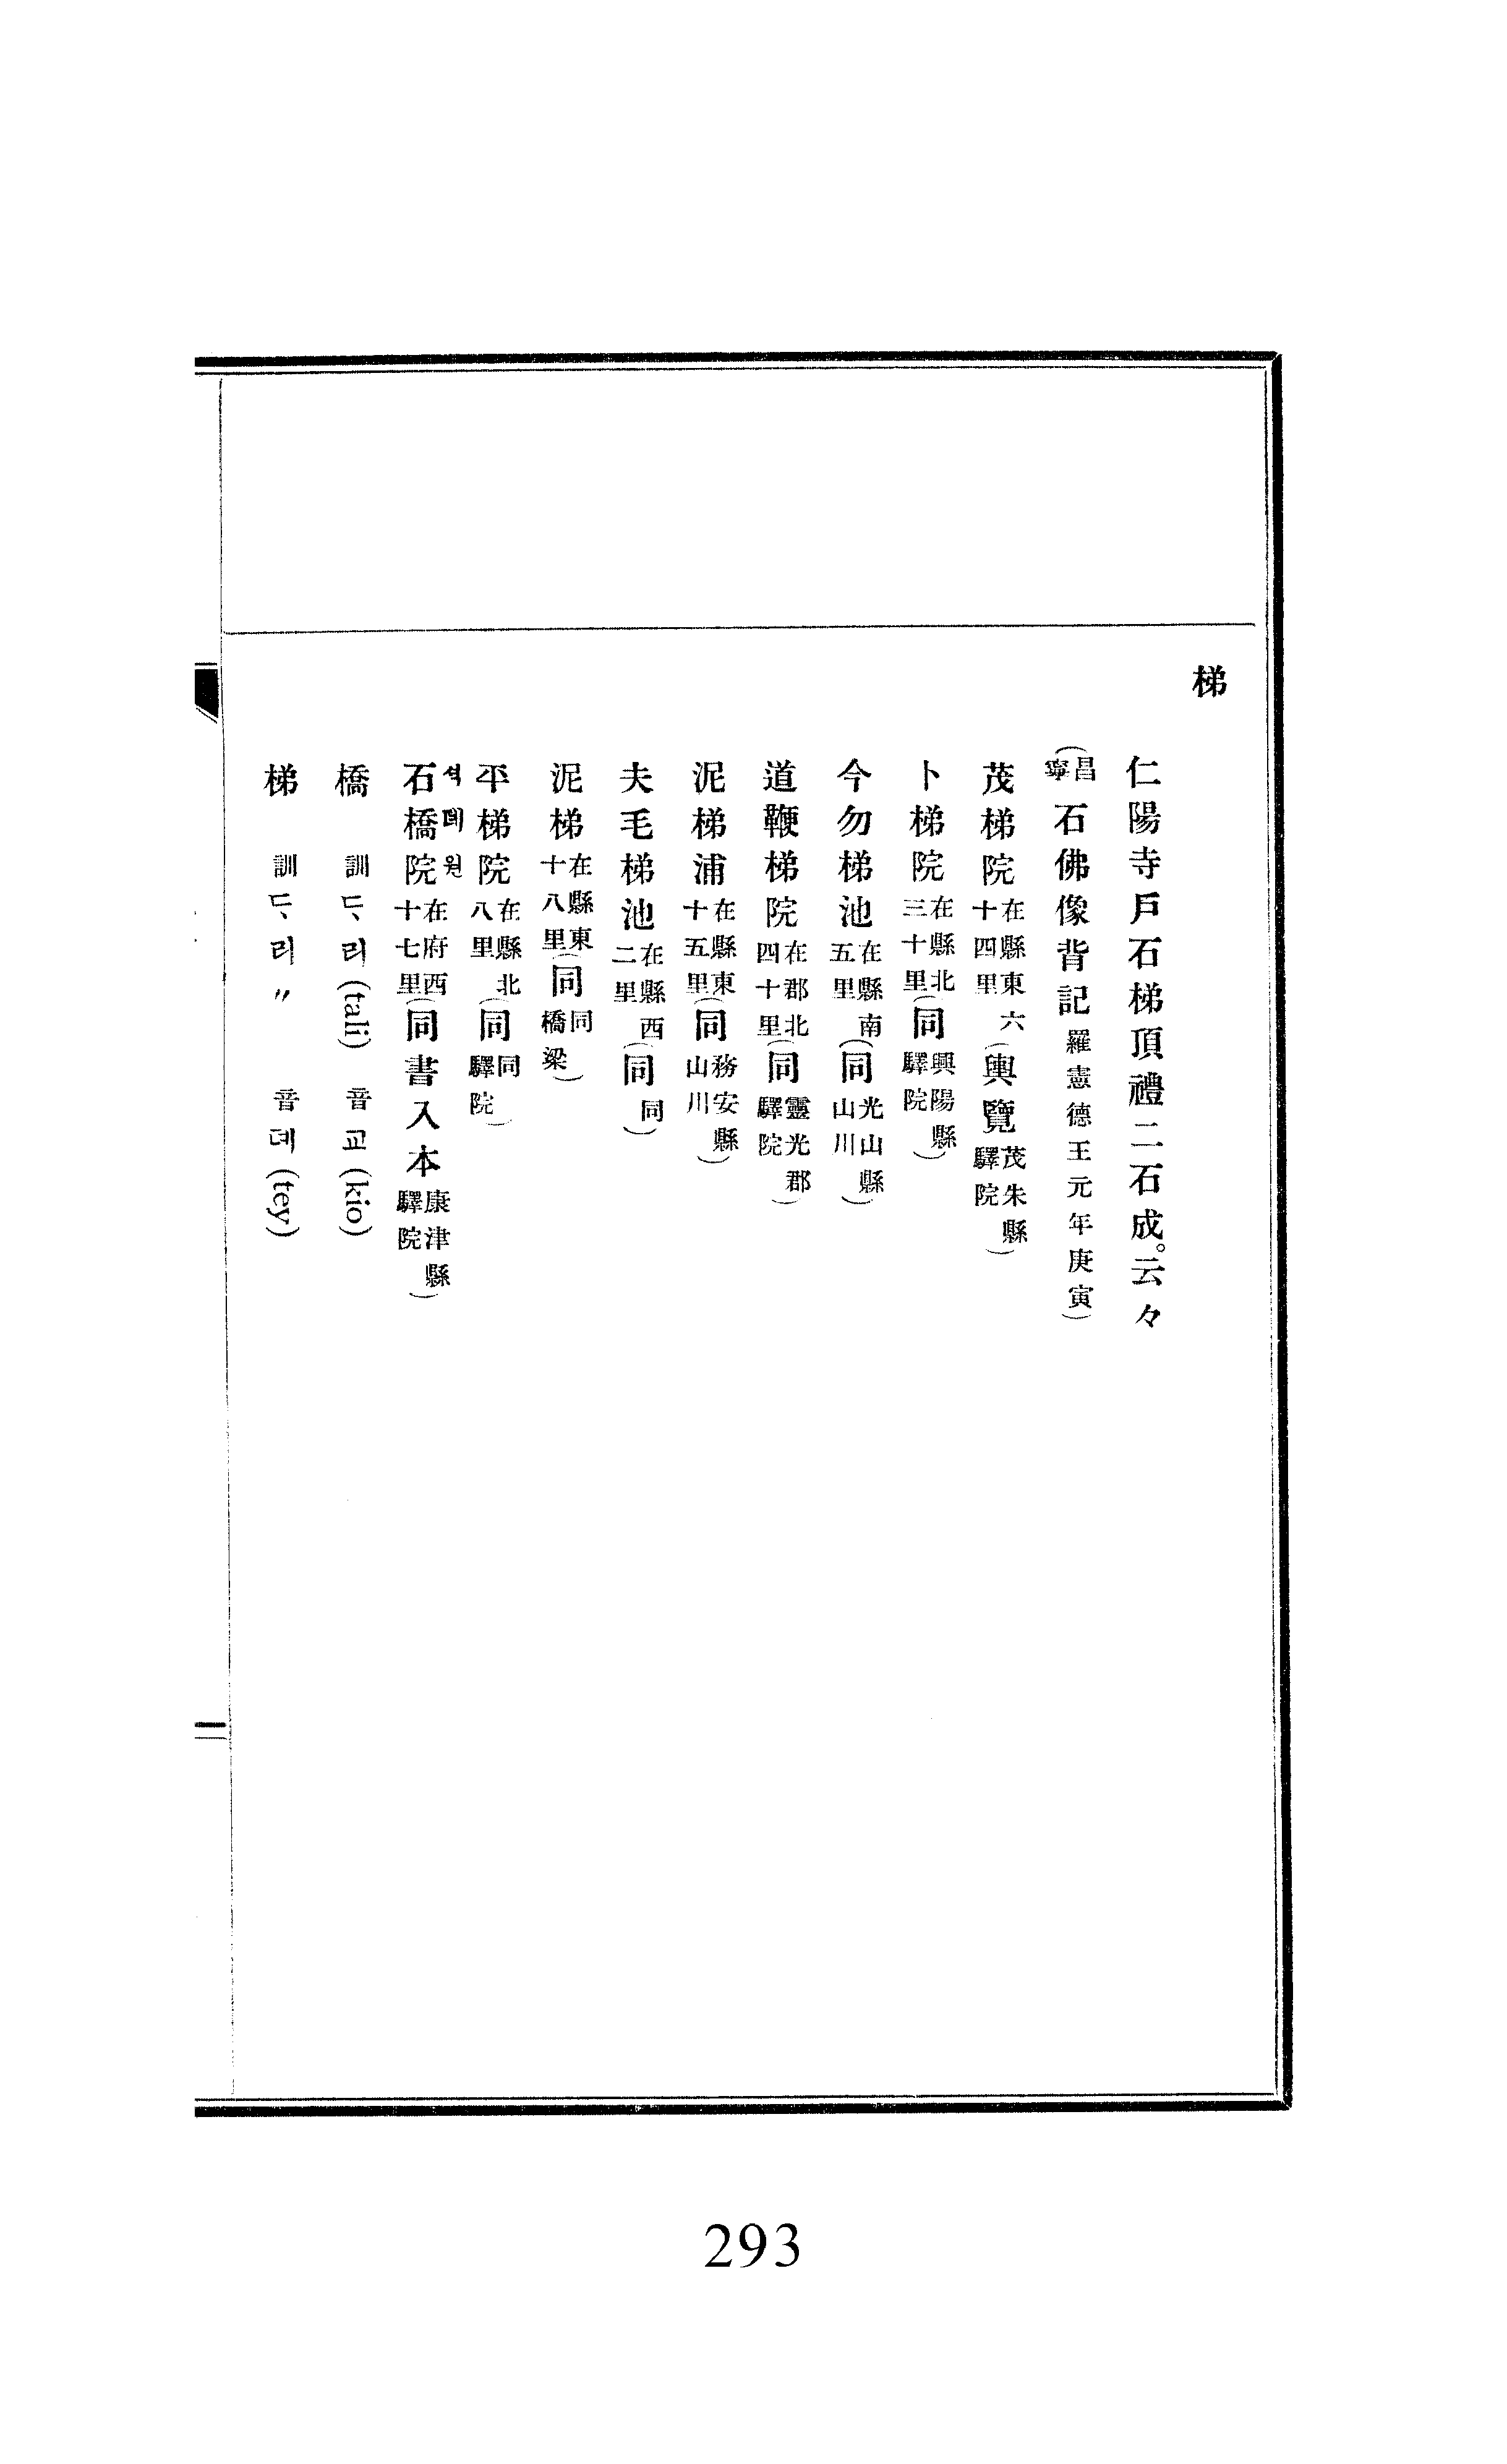 梯
仁陽寺戶石梯頂禮二石成。云々
(昌寧石佛像背記羅憲德王元年庚寅)
茂梯院在縣東六十四里(輿覽茂朱縣驛院)
卜梯院在縣北三十里(同興陽縣驛院)
今勿梯池在縣南五里(同光山縣山川)
道鞭梯院在郡北四十里(同靈光郡驛院)
泥梯浦在縣東十五里(同務安縣山川)
夫毛梯池在縣西二里(同同)
泥梯在縣東十八里(同同橋梁)
平梯院在縣北八里(同同驛院)
석뎨원
石橋院在府西十七里(同書入本康津縣驛院)
橋 訓ᄃᆞ리(tali) 音교(kio)
梯 訓ᄃᆞ리〃 音뎨(tey)
293